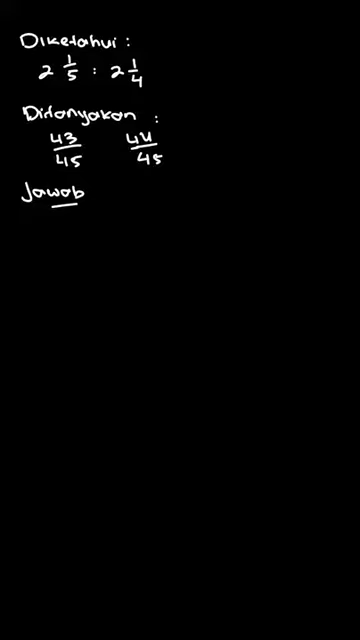 Diketahui :
2 1/5 : 2 1/4
Ditanyakan :
43/45 44/45
Jawab